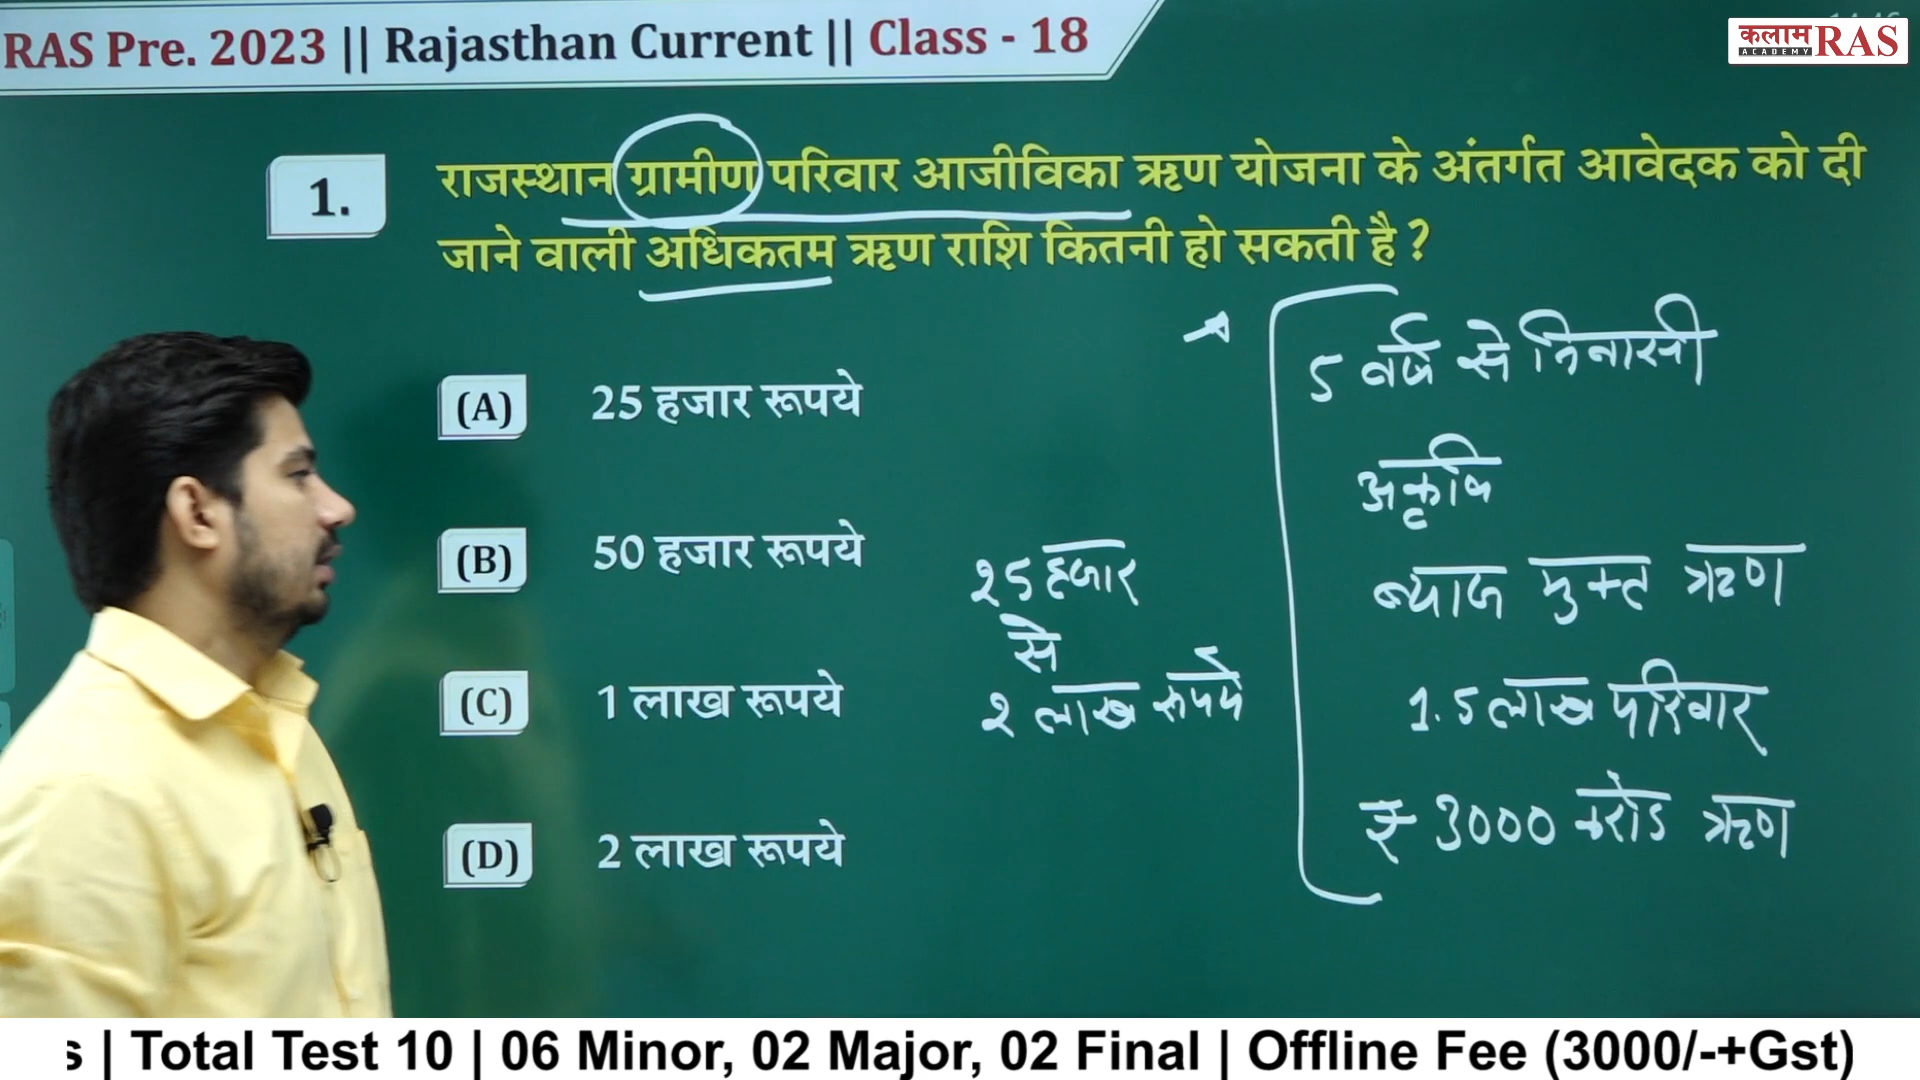 RAS Pre. 2023 || Rajasthan Current || Class - 18
कलाम RAS
ACADEMY
1.
राजस्थान ग्रामीण परिवार आजीविका ऋण योजना के अंतर्गत आवेदक को दी
जाने वाली अधिकतम ऋण राशि कितनी हो सकती है ?
(A) 25 हजार रूपये
(B) 50 हजार रूपये
(C) 1 लाख रूपये
(D) 2 लाख रूपये
25 हजार
से
2 लाख रुपये
5 वर्ष से निवासी
अकृषि
ब्याज मुक्त ऋण
1.5 लाख परिवार
₹ 3000 करोड ऋण
s | Total Test 10 | 06 Minor, 02 Major, 02 Final | Offline Fee (3000/-+Gst)